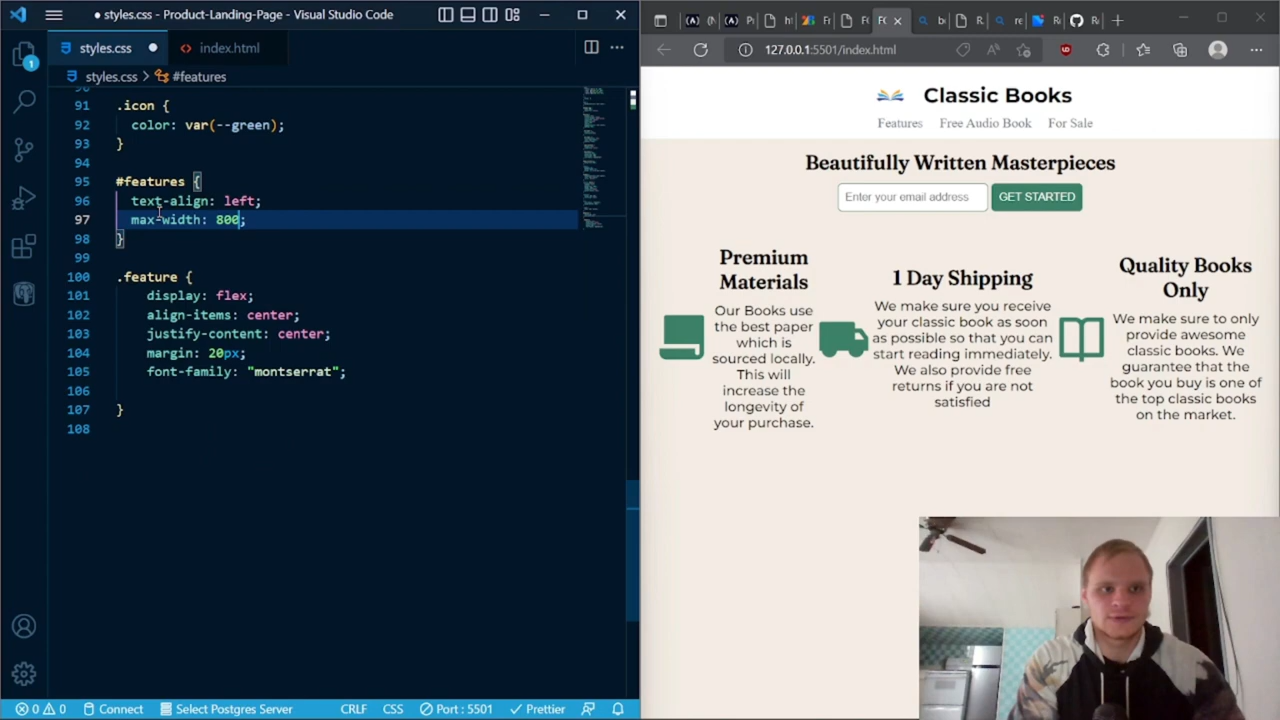 styles.css - Product-Landing-Page - Visual Studio Code
styles.css
index.html
styles.css > #features
1
90
91 .icon {
92 color: var(--green);
93 }
94
95 #features {
96 text-align: left;
97 max-width: 800;
98 }
99
100 .feature {
101 display: flex;
102 align-items: center;
103 justify-content: center;
104 margin: 20px;
105 font-family: "montserrat";
106
107 }
108
0 0 Connect Select Postgres Server CRLF CSS Port : 5501 Prettier
127.0.0.1:5501/index.html
Classic Books
Features Free Audio Book For Sale
Beautifully Written Masterpieces
Enter your email address GET STARTED
Premium
Materials
Our Books use
the best paper
which is
sourced locally.
This will
increase the
longevity of
your purchase.
1 Day Shipping
We make sure you receive
your classic book as soon
as possible so that you can
start reading immediately.
We also provide free
returns if you are not
satisfied
Quality Books
Only
We make sure to only
provide awesome
classic books. We
guarantee that the
book you buy is one of
the top classic books
on the market.